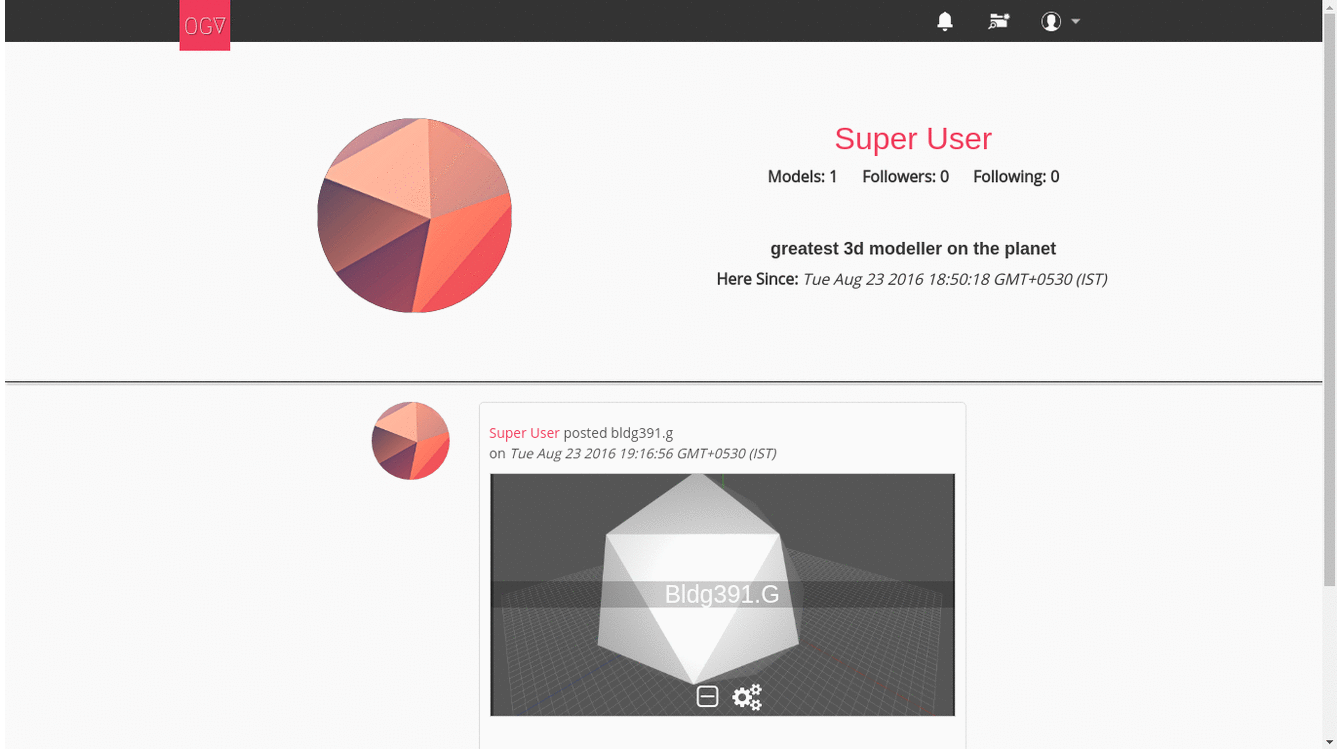 OGV
Super User
Models: 1 Followers: 0 Following: 0
greatest 3d modeller on the planet
Here Since: Tue Aug 23 2016 18:50:18 GMT+0530 (IST)
Super User posted bldg391.g
on Tue Aug 23 2016 19:16:56 GMT+0530 (IST)
Bldg391.G